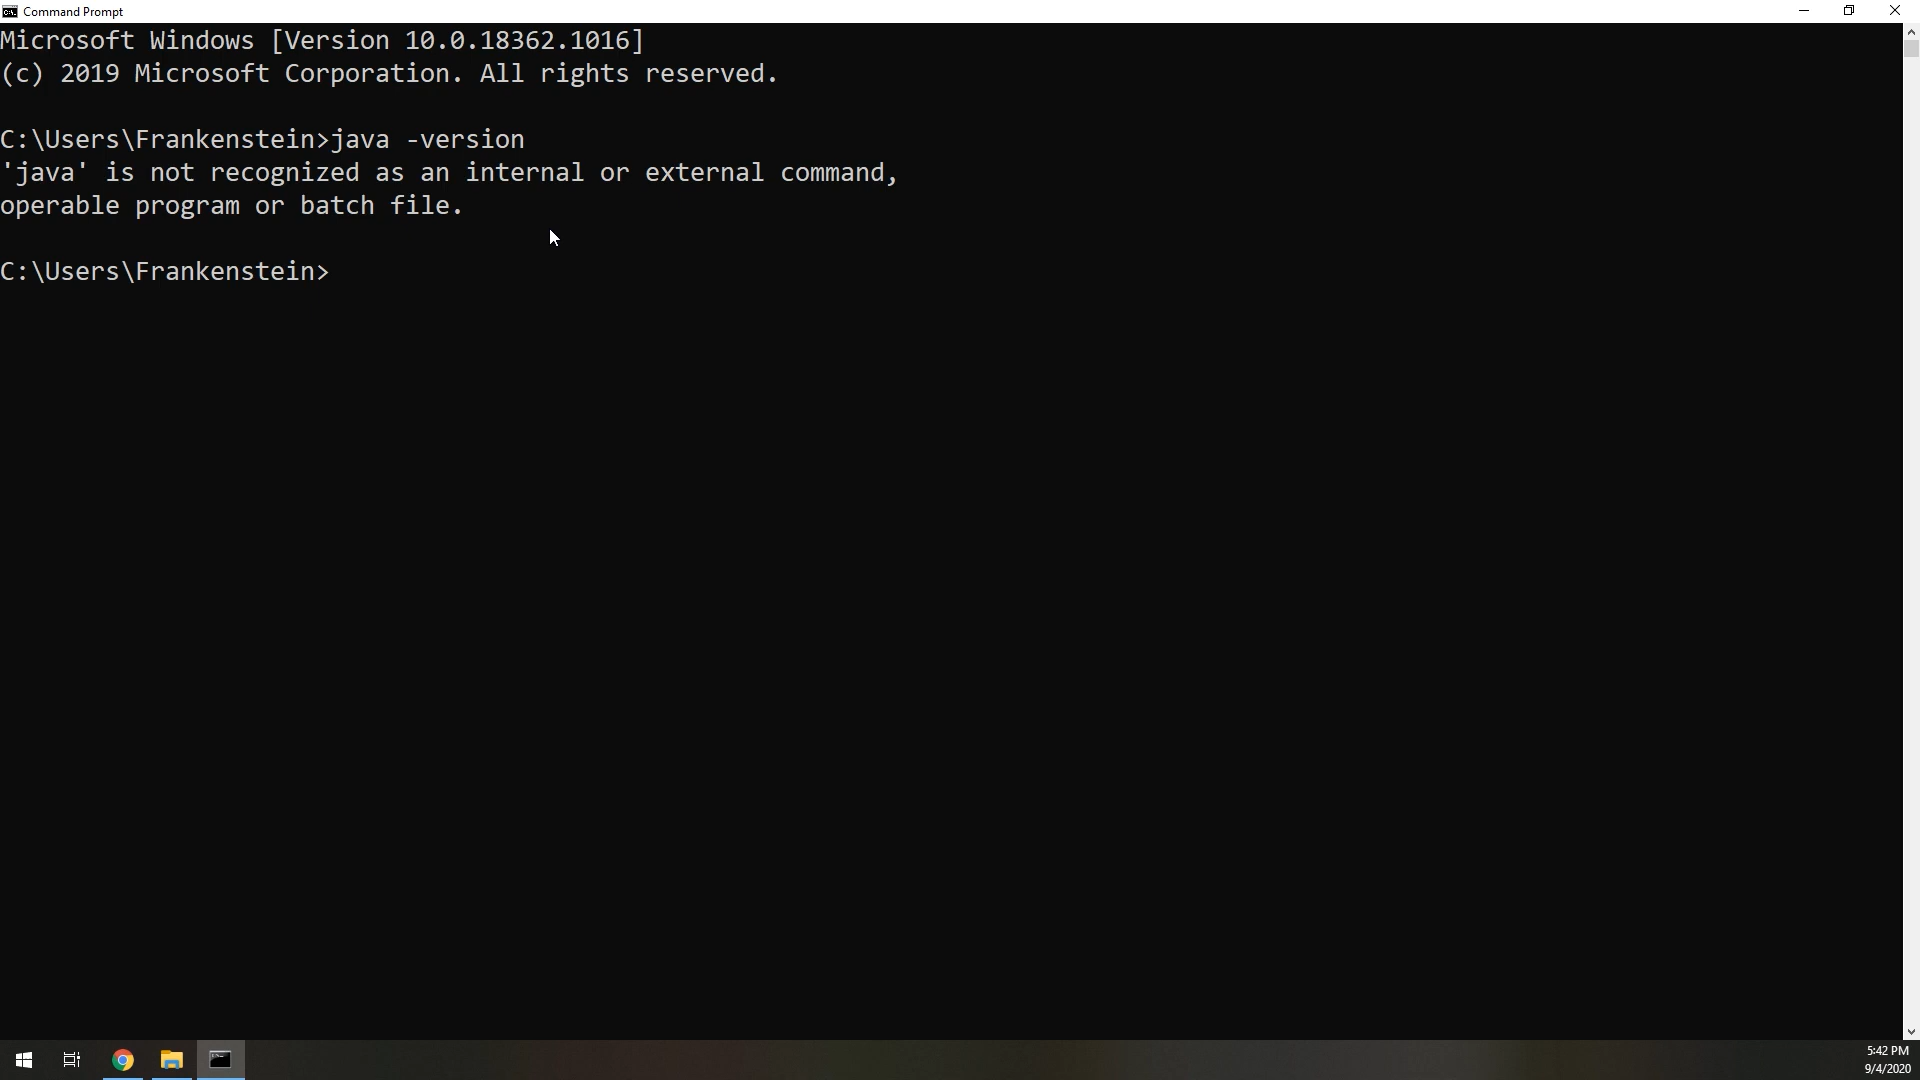 Command Prompt
Microsoft Windows [Version 10.0.18362.1016]
(c) 2019 Microsoft Corporation. All rights reserved.
C:\Users\Frankenstein>java -version
'java' is not recognized as an internal or external command,
operable program or batch file.
C:\Users\Frankenstein>
5:42 PM
9/4/2020